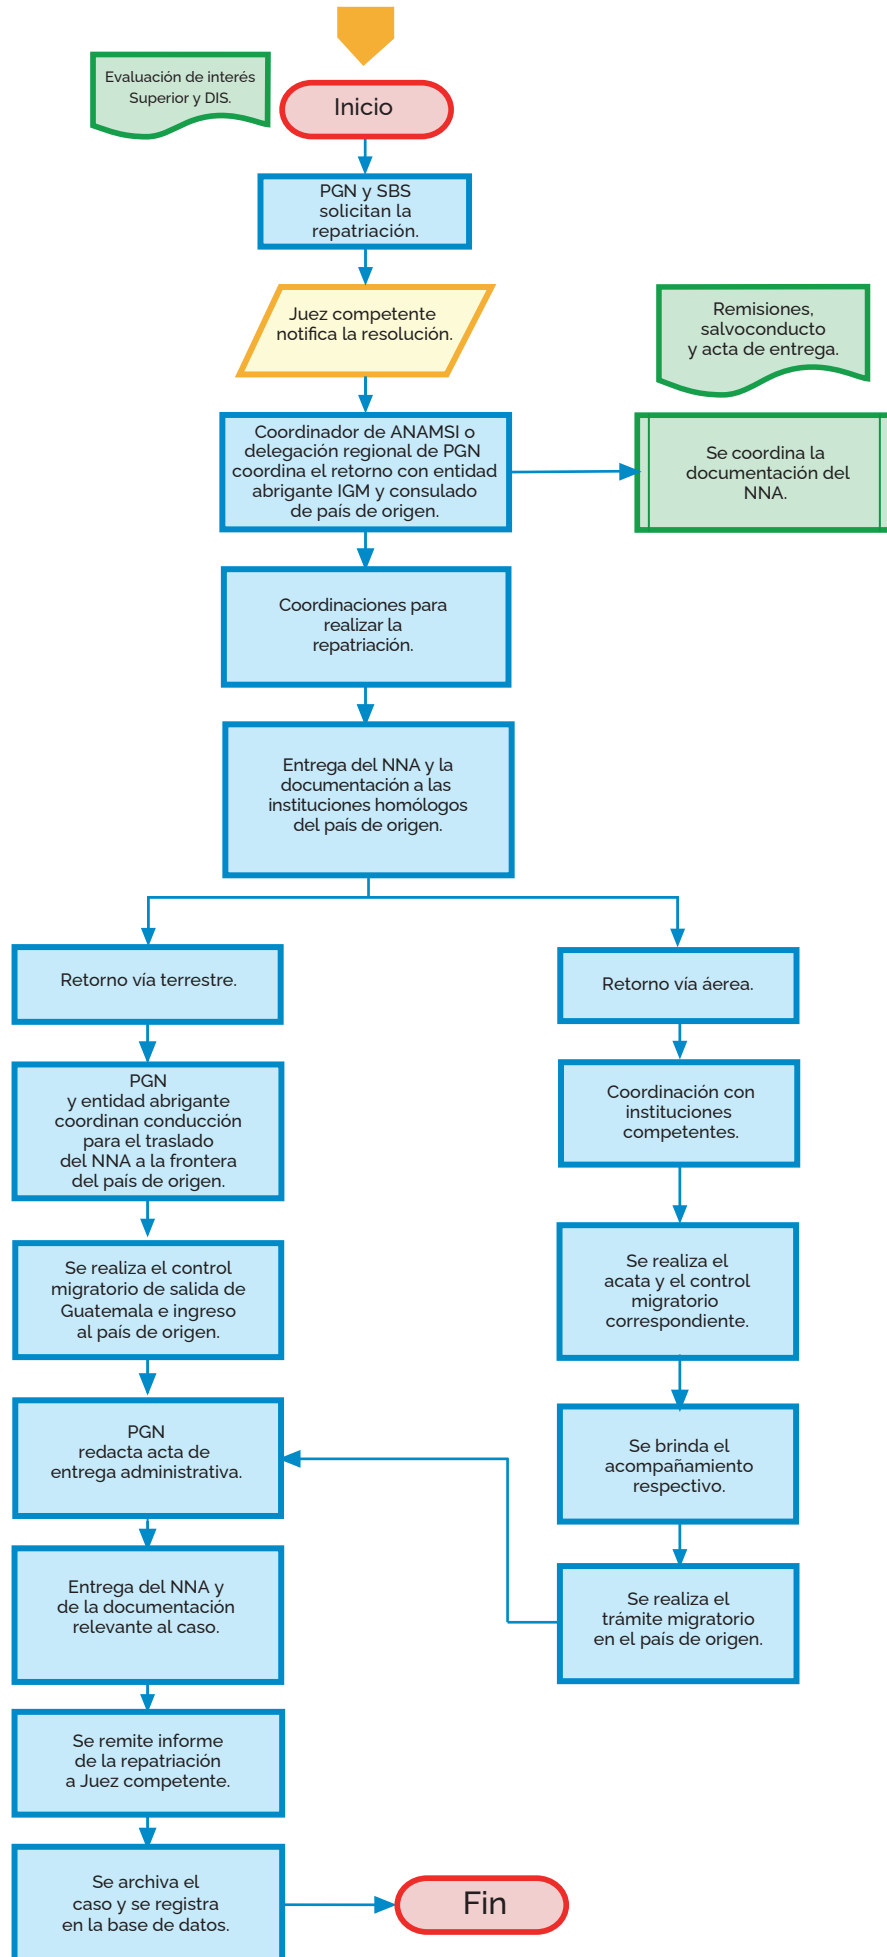 Evaluación de interés
Superior y DIS.
Inicio
PGN y SBS
solicitan la
repatriación.
Juez competente
notifica la resolución.
Remisiones,
salvoconducto
y acta de entrega.
Coordinador de ANAMSI o
delegación regional de PGN
coordina el retorno con entidad
abrigante IGM y consulado
de país de origen.
Se coordina la
documentación del
NNA.
Coordinaciones para
realizar la
repatriación.
Entrega del NNA y la
documentación a las
instituciones homólogos
del país de origen.
Retorno vía terrestre.
PGN
y entidad abrigante
coordinan conducción
para el traslado
del NNA a la frontera
del país de origen.
Se realiza el control
migratorio de salida de
Guatemala e ingreso
al país de origen.
PGN
redacta acta de
entrega administrativa.
Entrega del NNA y
de la documentación
relevante al caso.
Se remite informe
de la repatriación
a Juez competente.
Se archiva el
caso y se registra
en la base de datos.
Retorno vía áerea.
Coordinación con
instituciones
competentes.
Se realiza el
acata y el control
migratorio
correspondiente.
Se brinda el
acompañamiento
respectivo.
Se realiza el
trámite migratorio
en el país de origen.
Fin